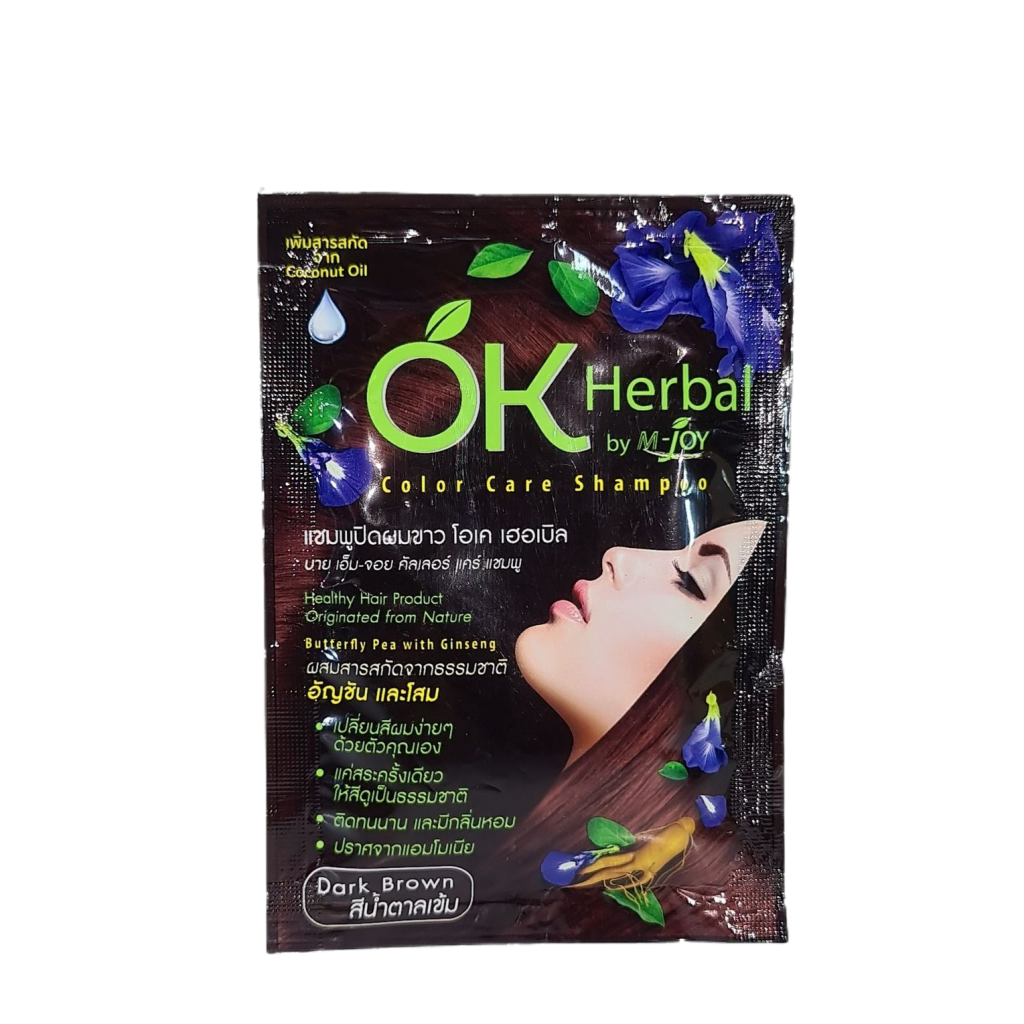 เพิ่มสารสกัด
จาก
Coconut Oil
OK Herbal
by M-JOY
Color Care Shampoo
แชมพูปิดผมขาว โอเค เฮอเบิล
บาย เอ็ม-จอย คัลเลอร์ แคร์ แชมพู
Healthy Hair Product
Originated from Nature
Butterfly Pea with Ginseng
ผสมสารสกัดจากธรรมชาติ
อัญชัน และโสม
• เปลี่ยนสีผมง่ายๆ
ด้วยตัวคุณเอง
• แค่สระครั้งเดียว
ให้สีดูเป็นธรรมชาติ
• ติดทนนาน และมีกลิ่นหอม
• ปราศจากแอมโมเนีย
Dark Brown
สีน้ำตาลเข้ม